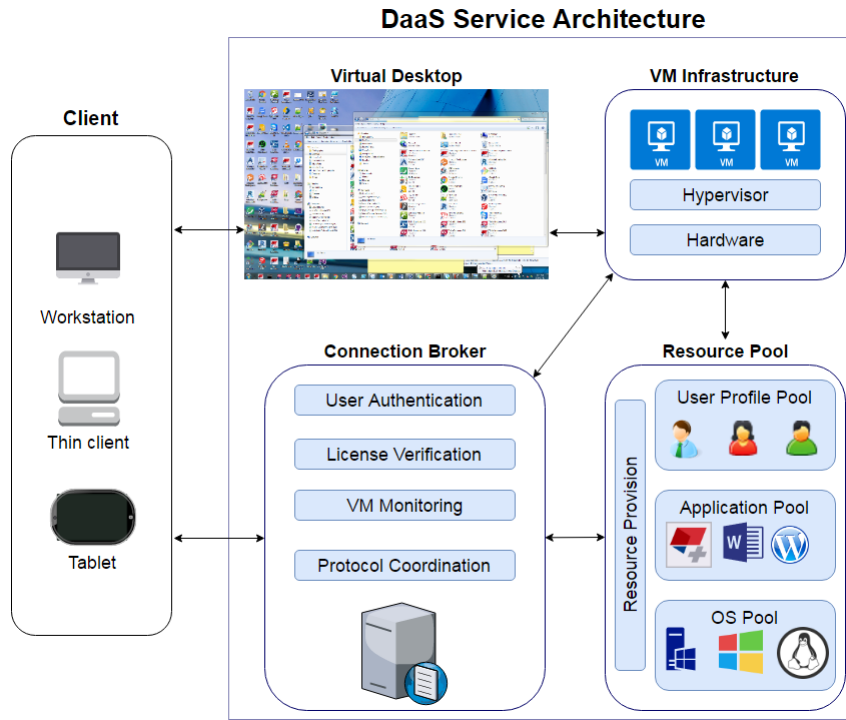 DaaS Service Architecture
Client
Workstation
Thin client
Tablet
Virtual Desktop
VM Infrastructure
VM
VM
VM
Hypervisor
Hardware
Connection Broker
User Authentication
License Verification
VM Monitoring
Protocol Coordination
Resource Pool
Resource Provision
User Profile Pool
Application Pool
W
W
OS Pool